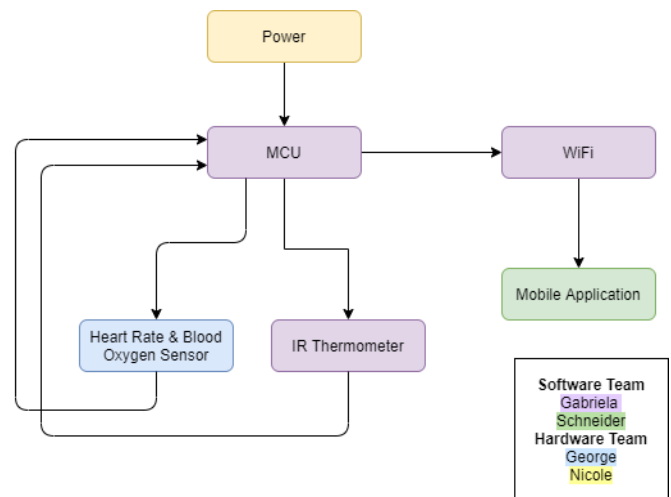 Power
MCU
WiFi
Mobile Application
Heart Rate & Blood
Oxygen Sensor
IR Thermometer
Software Team
Gabriela
Schneider
Hardware Team
George
Nicole